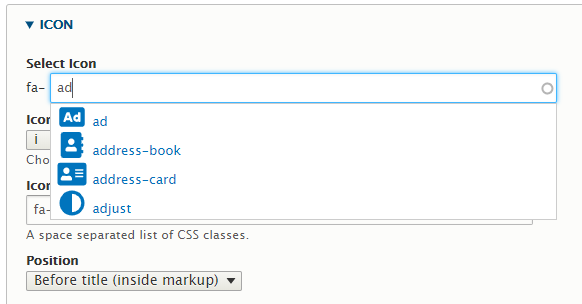 ICON
Select Icon
fa- ad
Ad ad
address-book
address-card
adjust
Icon
i
Cho
Icon
fa-
A space separated list of CSS classes.
Position
Before title (inside markup)